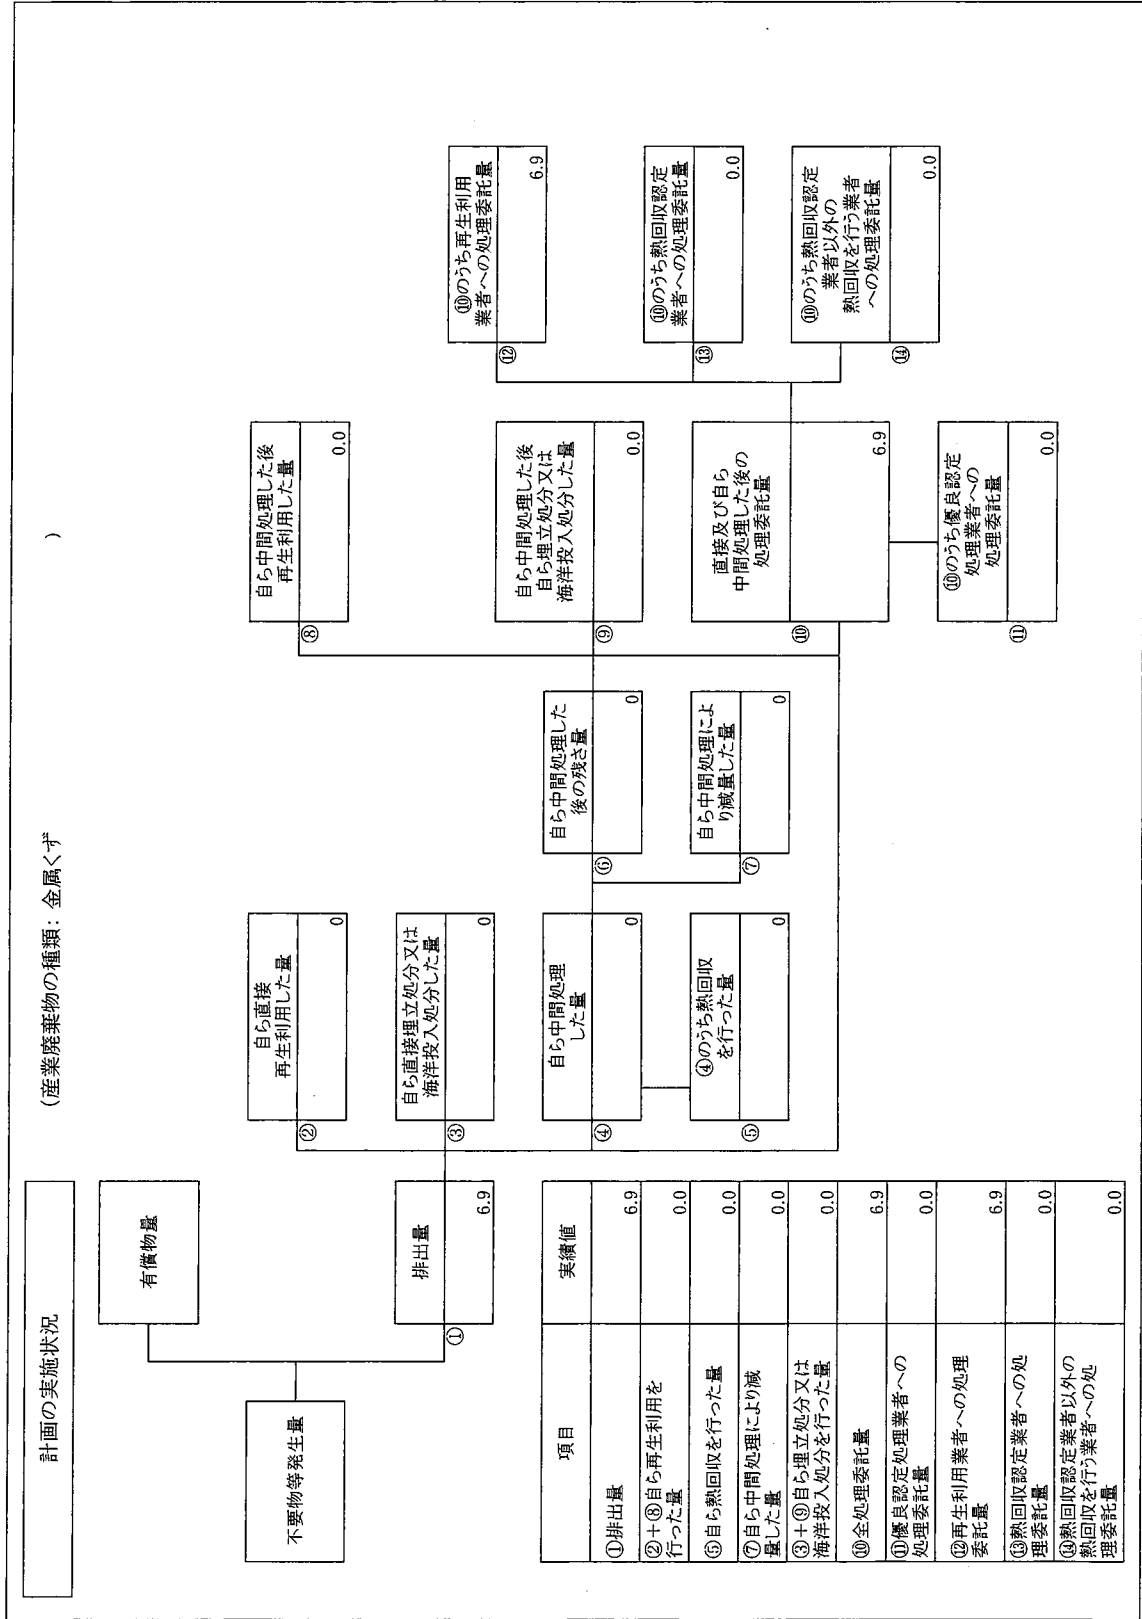 計画の実施状況
(産業廃棄物の種類: 金属くず
)
不要物等発生量
有償物量
①
排出量
6.9
②
自ら直接
再生利用した量
0
③
自ら直接埋立処分又は
海洋投入処分した量
0
④
自ら中間処理
した量
0
⑤
④のうち熱回収
を行った量
0
⑥
自ら中間処理した
後の残さ量
0
⑦
自ら中間処理によ
り減量した量
0
⑧
自ら中間処理した後
再生利用した量
0.0
⑨
自ら中間処理した後
自ら埋立処分又は
海洋投入処分した量
0.0
⑩
直接及び自ら
中間処理した後の
処理委託量
6.9
⑪
⑩のうち優良認定
処理業者への
処理委託量
0.0
⑫
⑩のうち再生利用
業者への処理委託量
6.9
⑬
⑩のうち熱回収認定
業者への処理委託量
0.0
⑭
⑩のうち熱回収認定
業者以外の
熱回収を行う業者
への処理委託量
0.0
項目 実績値
①排出量 6.9
②+⑧自ら再生利用を
行った量 0.0
⑤自ら熱回収を行った量 0.0
⑦自ら中間処理により減
量した量 0.0
③+⑨自ら埋立処分又は
海洋投入処分を行った量 0.0
⑩全処理委託量 6.9
⑪優良認定処理業者への
処理委託量 0.0
⑫再生利用業者への処理
委託量 6.9
⑬熱回収認定業者への処
理委託量 0.0
⑭熱回収認定業者以外の
熱回収を行う業者への処
理委託量 0.0